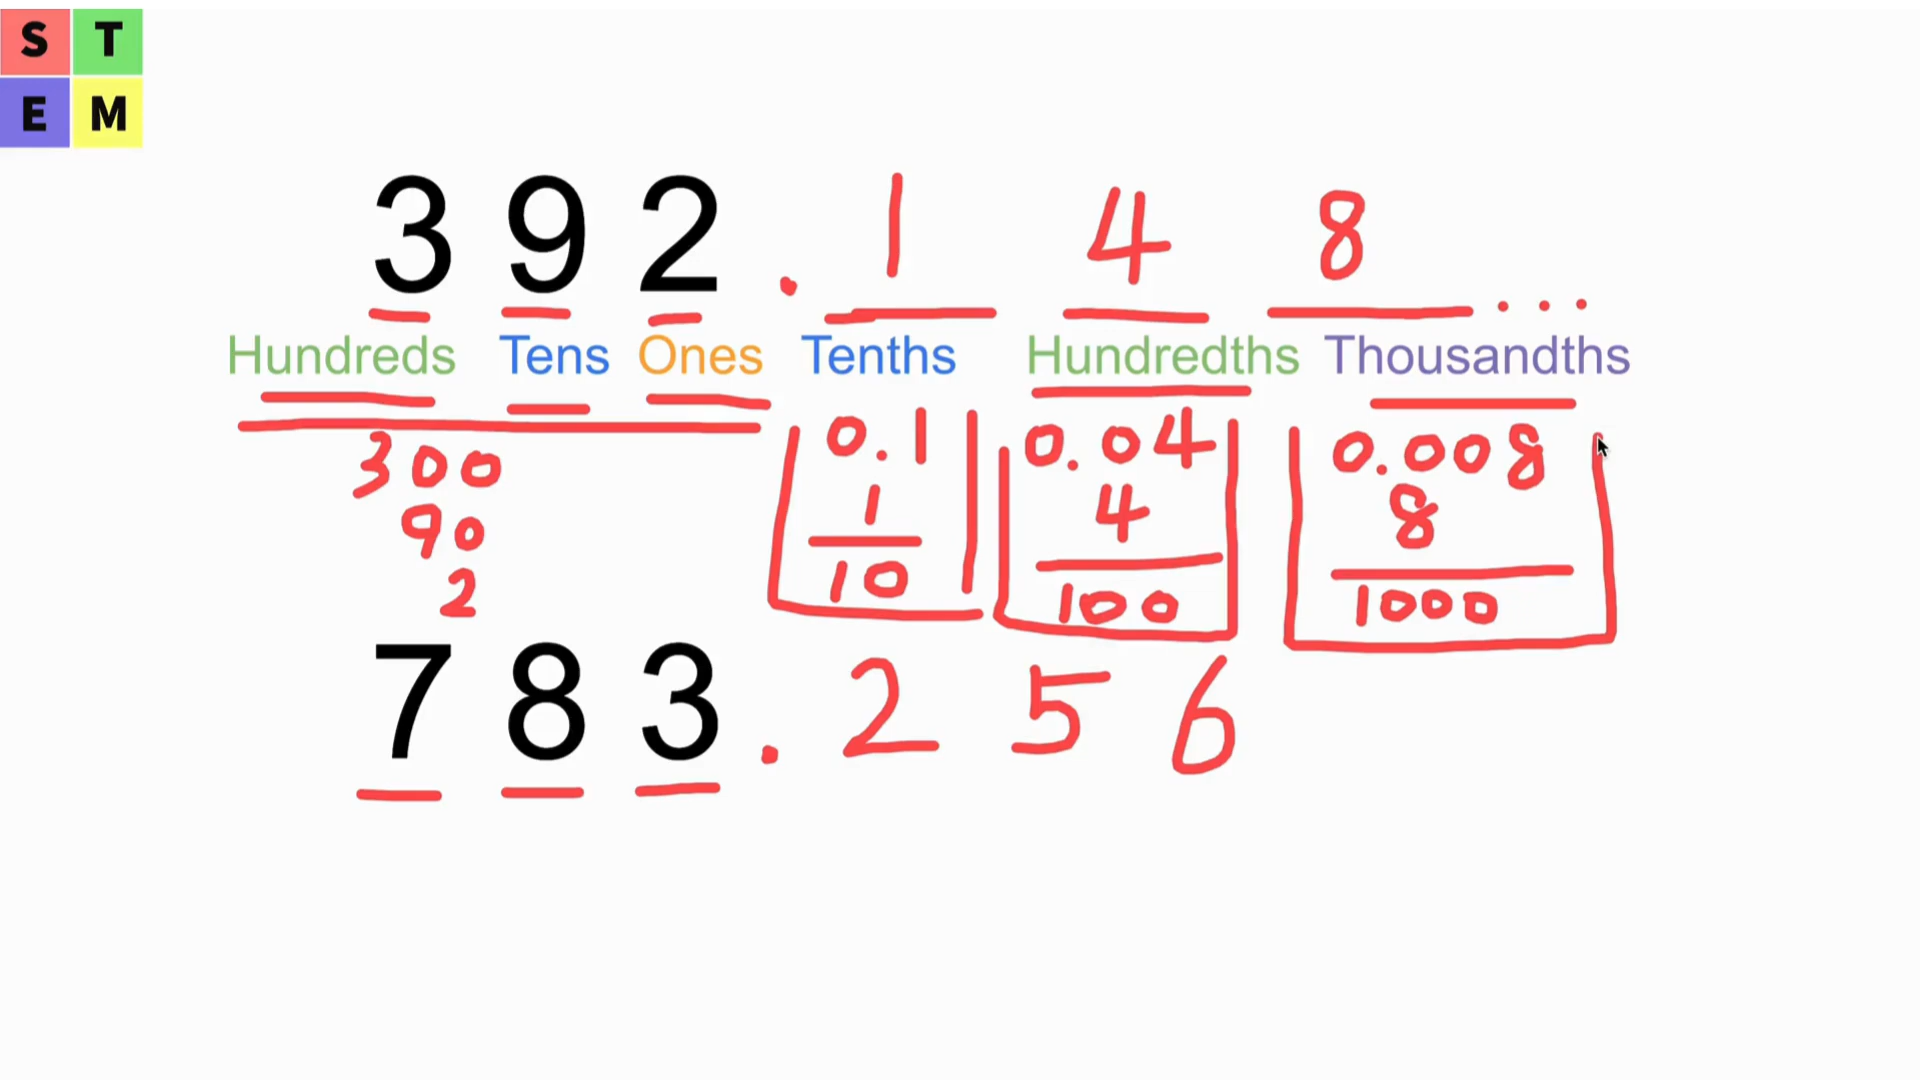 S T
E M
3 9 2 . 1 4 8 ...
Hundreds Tens Ones Tenths Hundredths Thousandths
300 0.1 0.04 0.008
90 1 4 8
2 10 100 1000
7 8 3 . 2 5 6